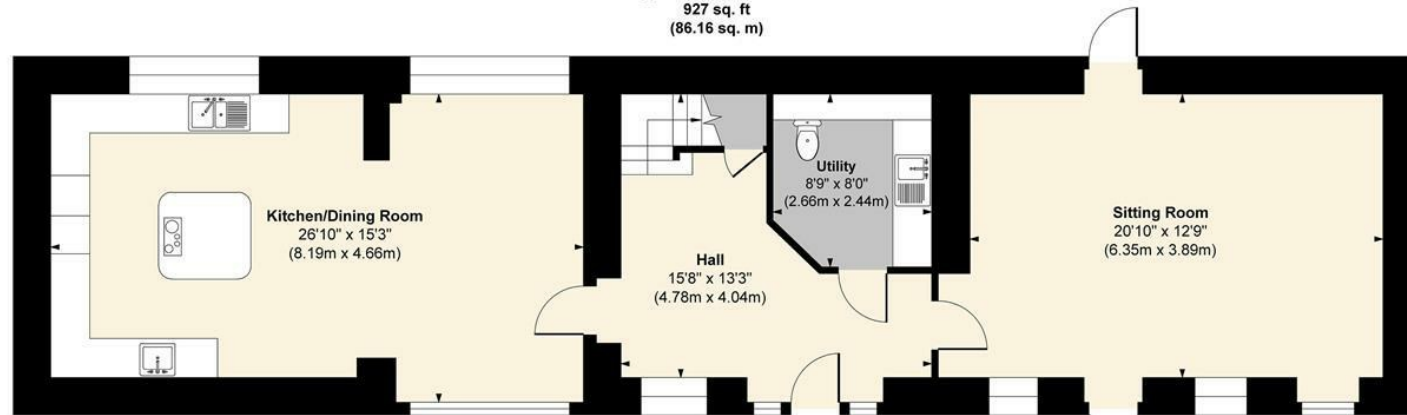 927 sq. ft
(86.16 sq. m)
Kitchen/Dining Room
26'10" x 15'3"
(8.19m x 4.66m)
Hall
15'8" x 13'3"
(4.78m x 4.04m)
Utility
8'9" x 8'0"
(2.66m x 2.44m)
Sitting Room
20'10" x 12'9"
(6.35m x 3.89m)